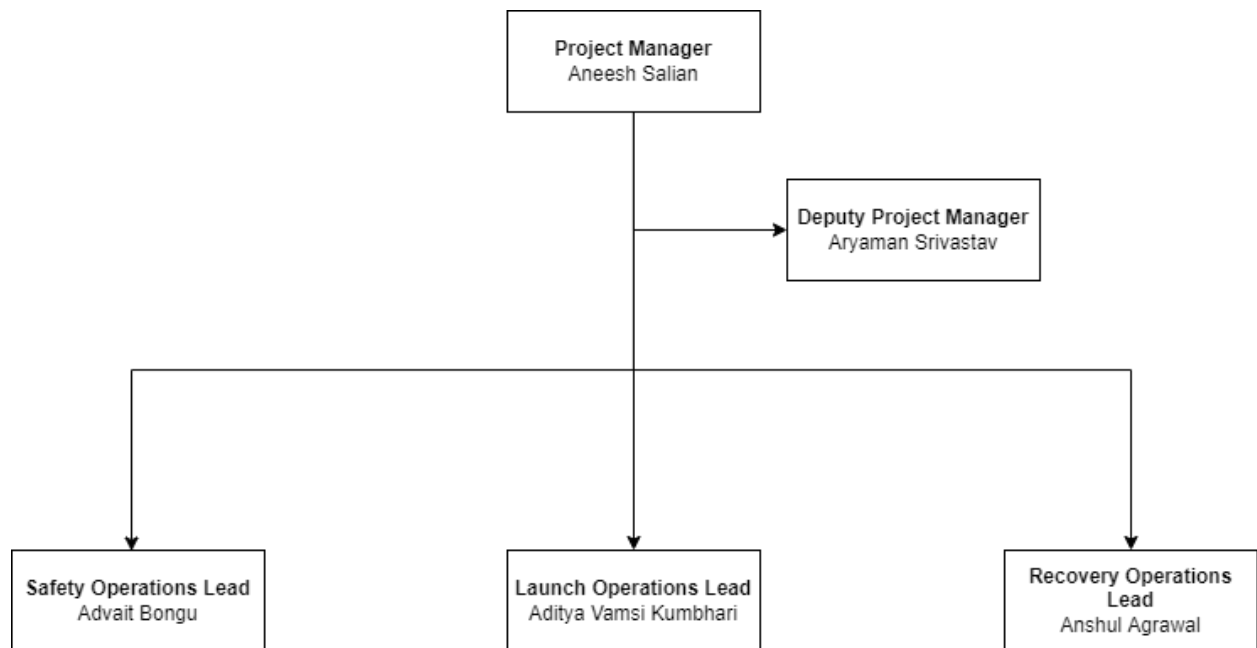 Project Manager
Aneesh Salian
Deputy Project Manager
Aryaman Srivastav
Safety Operations Lead
Advait Bongu
Launch Operations Lead
Aditya Vamsi Kumbhari
Recovery Operations
Lead
Anshul Agrawal